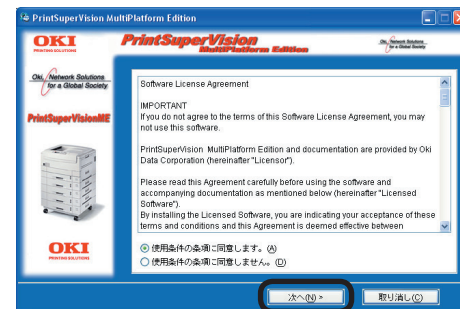 PrintSuperVision MultiPlatform Edition
OKI
PRINTING SOLUTIONS
PrintSuperVision
MultiPlatform Edition
Oki, Network Solutions
for a Global Society
Oki, Network Solutions
for a Global Society
PrintSuperVisionME
OKI
PRINTING SOLUTIONS
Software License Agreement
IMPORTANT
If you do not agree to the terms of this Software License Agreement, you may
not use this software.
PrintSupervision MultiPlatform Edition and documentation are provided by Oki
Data Corporation (hereinafter "Licensor").
Please read this Agreement carefully before using the software and
accompanying documentation as mentioned below (hereinafter "Licensed
Software").
By installing the Licensed Software, you are indicating your acceptance of these
terms and conditions and this Agreement is deemed effective between
使用条件の条項に同意します。(A)
使用条件の条項に同意しません。(D)
次へ(N) >
取り消し(C)